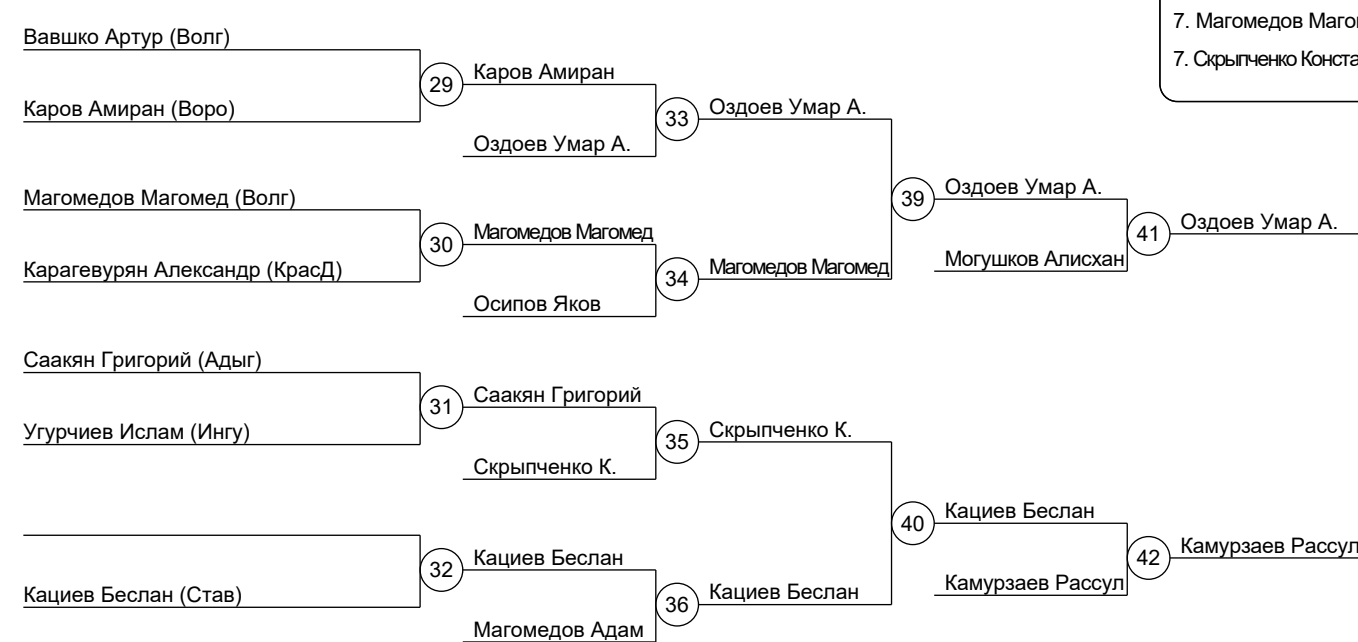 7. Магомедов
7. Скрыпченко
Вавшко Артур (Волг)
29
Каров Амиран
Каров Амиран (Воро)
33
Оздоев Умар А.
Оздоев Умар А.
Магомедов Магомед (Волг)
39
Оздоев Умар А.
30
Магомедов Магомед
41
Оздоев Умар А.
Карагевурян Александр (КрасД)
34
Магомедов Магомед
Могушков Алисхан
Осипов Яков
Саакян Григорий (Адыг)
31
Саакян Григорий
Угурчиев Ислам (Ингу)
35
Скрыпченко К.
Скрыпченко К.
40
Кациев Беслан
32
Кациев Беслан
42
Камурзаев Рассул
Кациев Беслан (Став)
36
Кациев Беслан
Камурзаев Рассул
Магомедов Адам